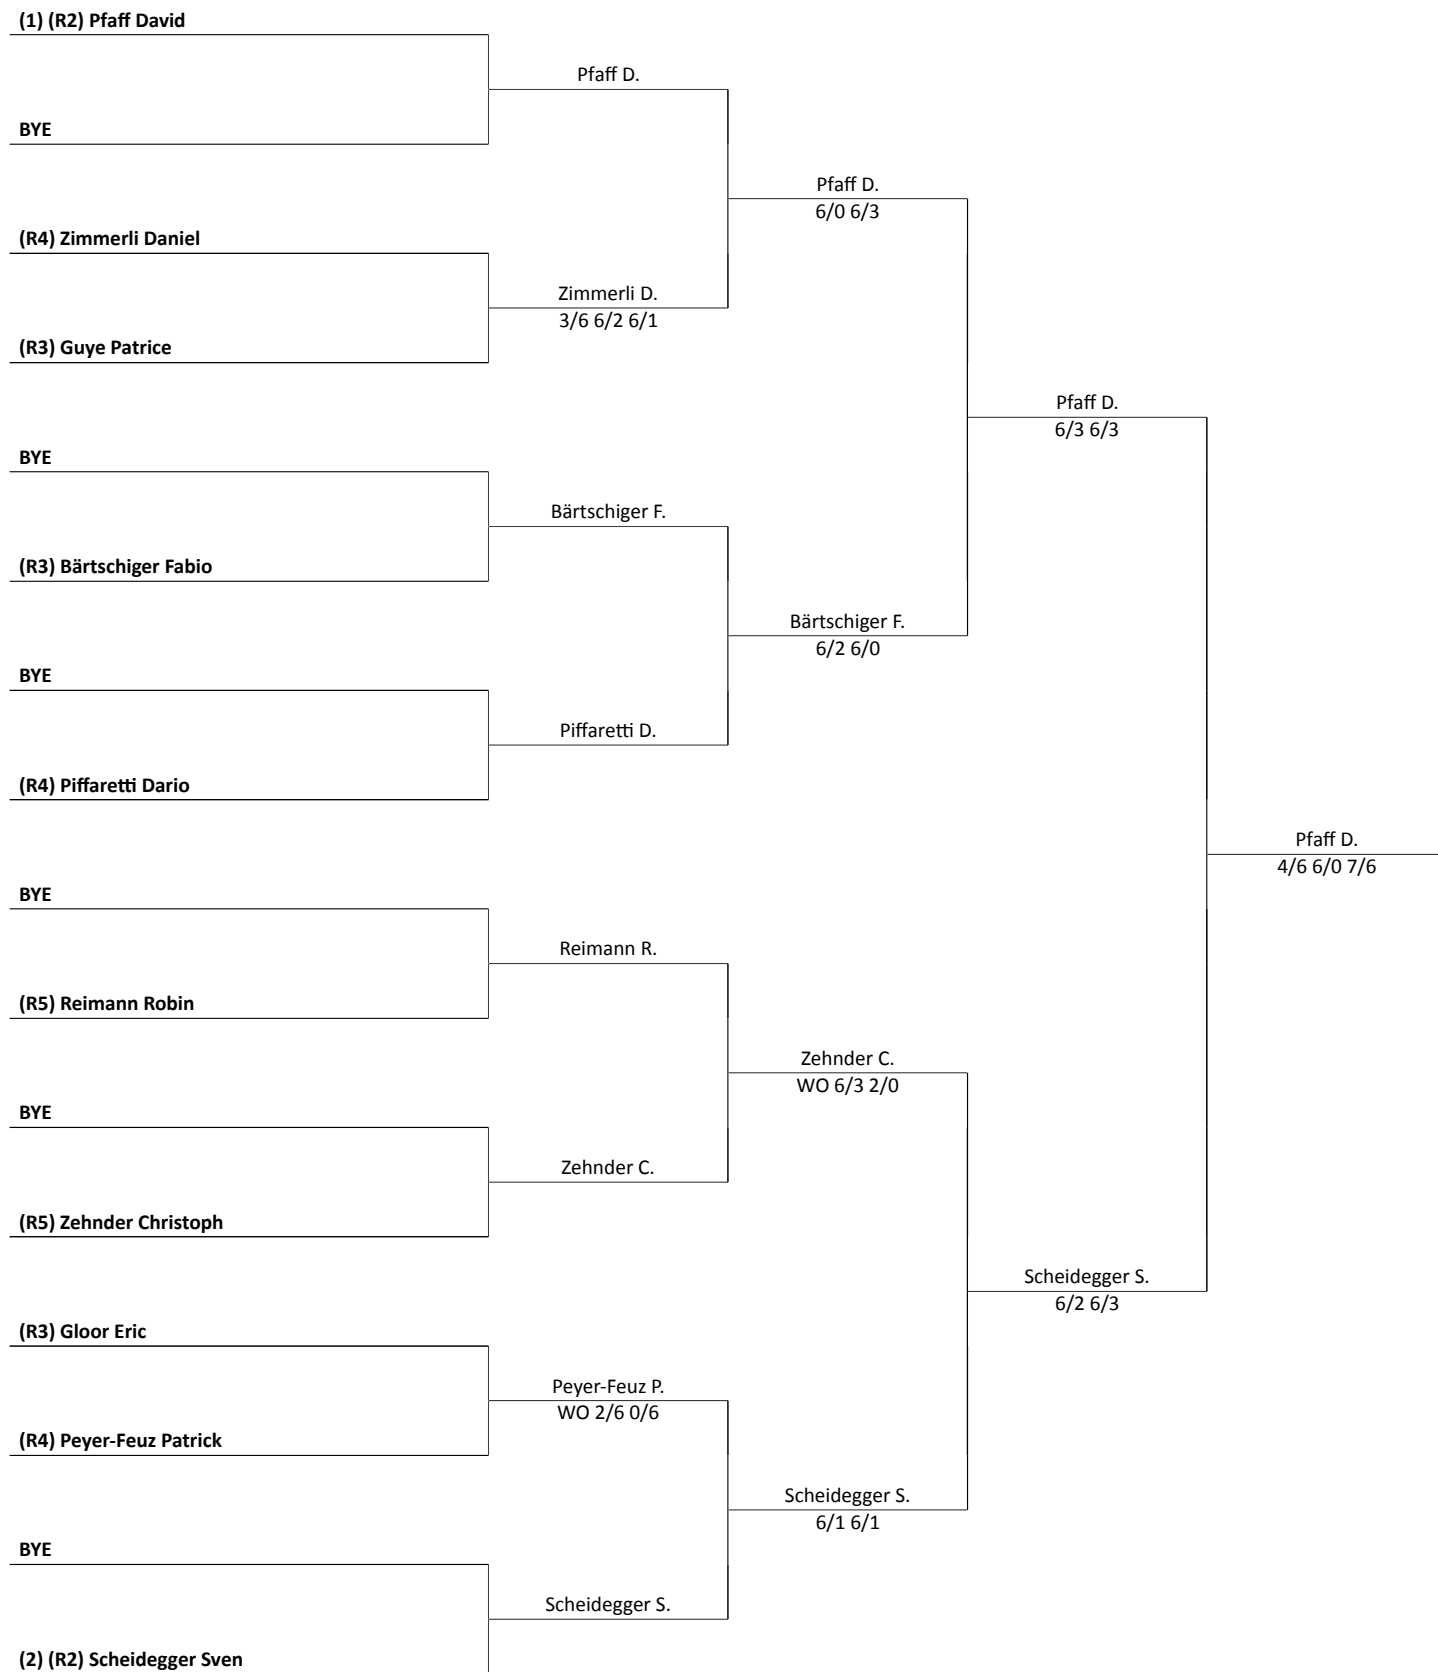 (1) (R2) Pfaff David
Pfaff D.
BYE
Pfaff D.
6/0 6/3
(R4) Zimmerli Daniel
Zimmerli D.
3/6 6/2 6/1
(R3) Guye Patrice
Pfaff D.
6/3 6/3
BYE
Bärtschiger F.
(R3) Bärtschiger Fabio
Bärtschiger F.
6/2 6/0
BYE
Piffaretti D.
(R4) Piffaretti Dario
Pfaff D.
4/6 6/0 7/6
BYE
Reimann R.
(R5) Reimann Robin
Zehnder C.
WO 6/3 2/0
BYE
Zehnder C.
(R5) Zehnder Christoph
Scheidegger S.
6/2 6/3
(R3) Gloor Eric
Peyer-Feuz P.
WO 2/6 0/6
(R4) Peyer-Feuz Patrick
Scheidegger S.
6/1 6/1
BYE
Scheidegger S.
(2) (R2) Scheidegger Sven